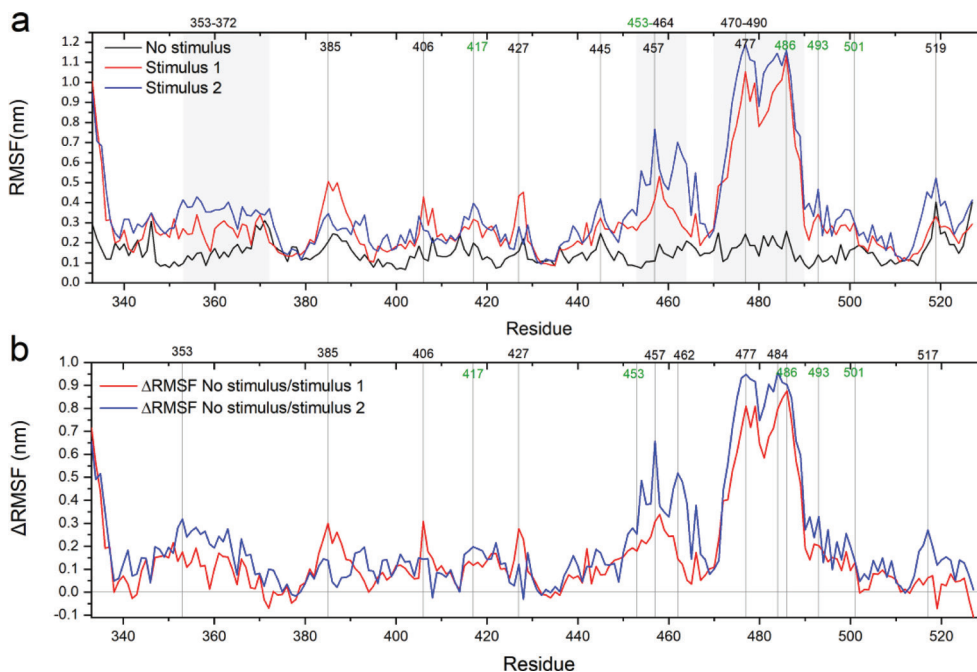 a
353-372 453-464 470-490
385 406 417 427 445 457 477 486 493 501 519
1.2
1.1
1.0
0.9
0.8
0.7
0.6
0.5
0.4
0.3
0.2
0.1
0.0
RMSF(nm)
No stimulus
Stimulus 1
Stimulus 2
340 360 380 400 420 440 460 480 500 520
Residue
b
353 385 406 427 457 462 477 484 517
417 453 486 493 501
1.0
0.9
0.8
0.7
0.6
0.5
0.4
0.3
0.2
0.1
0.0
-0.1
ΔRMSF (nm)
ΔRMSF No stimulus/stimulus 1
ΔRMSF No stimulus/stimulus 2
340 360 380 400 420 440 460 480 500 520
Residue